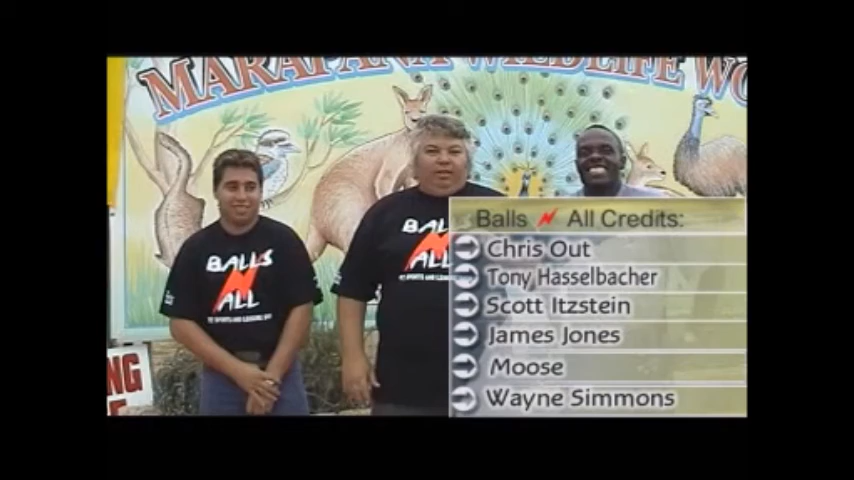 MARAPANA WILDLIFE WO
BALLS
N
ALL
BAL
ALL
NG
Balls N All Credits:
Chris Out
Tony Hasselbacher
Scott Itzstein
James Jones
Moose
Wayne Simmons